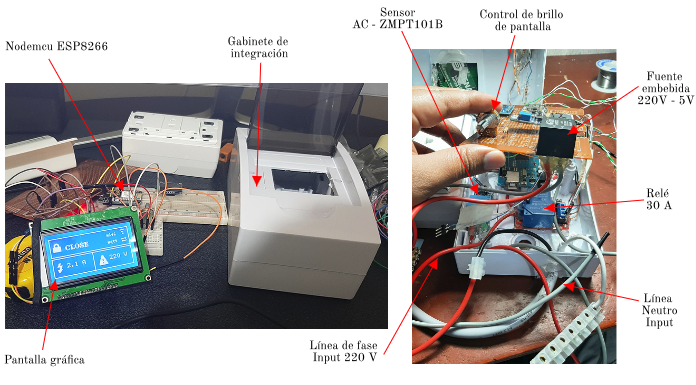 Sensor
AC - ZMPT101B
Control de brillo
de pantalla
Nodemcu ESP8266
Gabinete de
integración
Fuente
embebida
220V - 5V
CLOSE
2.1 A
220 V
Relé
30 A
Línea
Neutro
Input
Línea de fase
Input 220 V
Pantalla gráfica